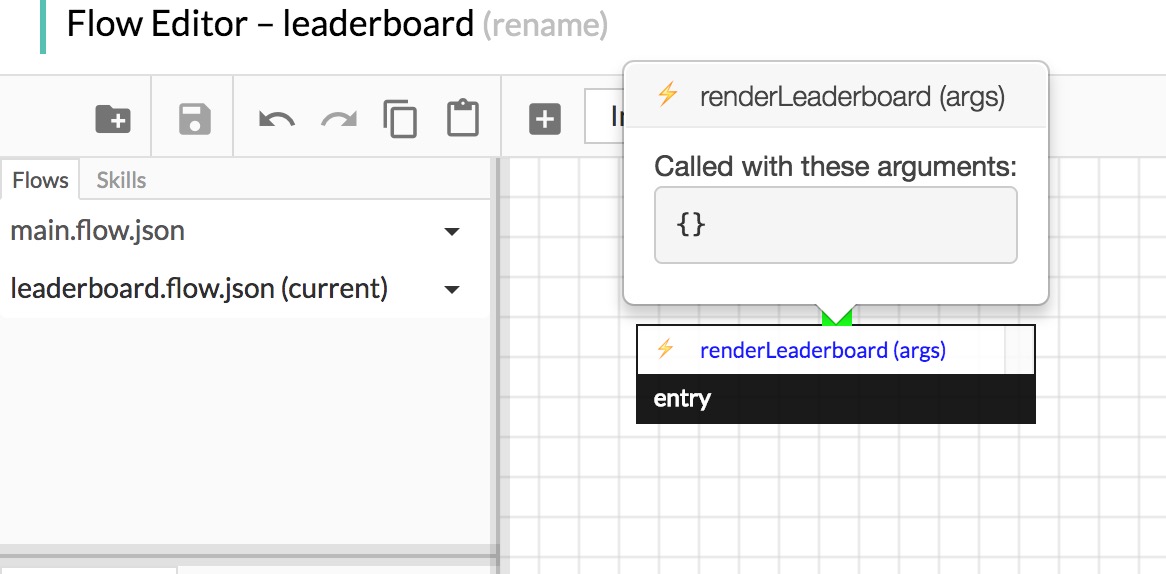 Flow Editor – leaderboard (rename)
⚡ renderLeaderboard (args)
Called with these arguments:
{}
Flows Skills
main.flow.json
leaderboard.flow.json (current)
⚡ renderLeaderboard (args)
entry